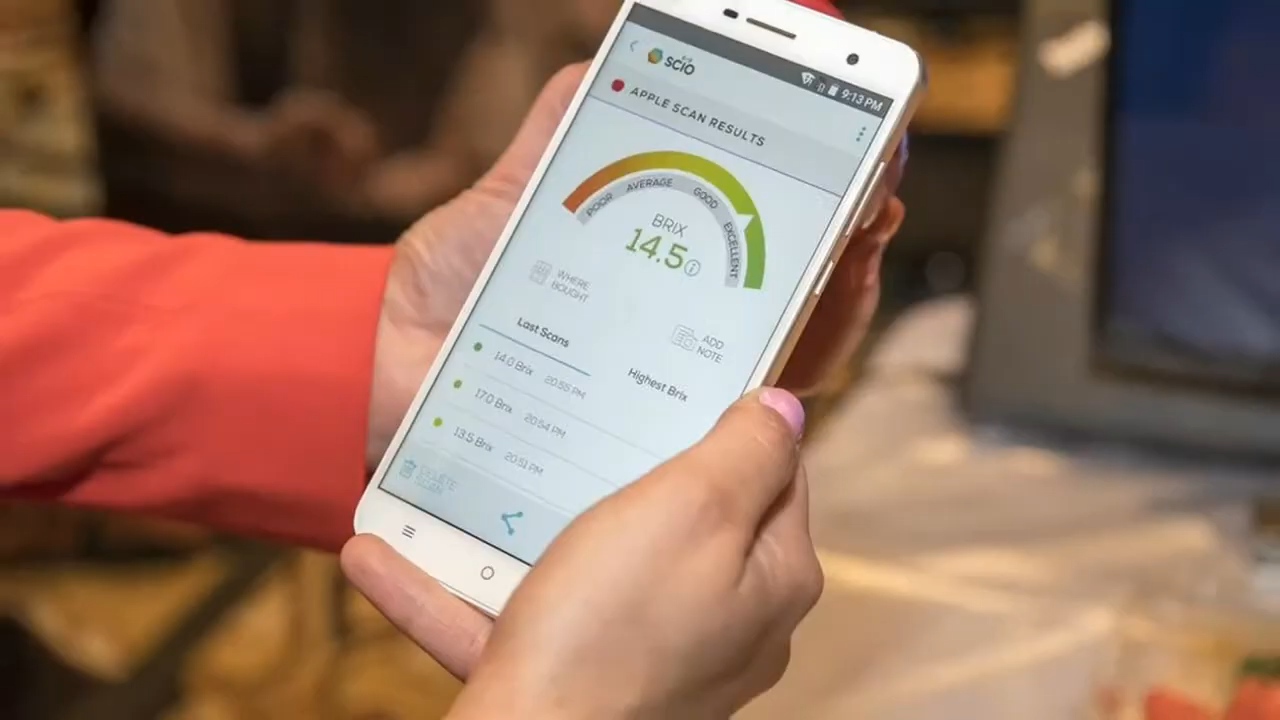 SCiO
9:13 PM
APPLE SCAN RESULTS
POOR
AVERAGE
GOOD
EXCELLENT
BRIX
14.5
WHERE
BOUGHT
ADD
NOTE
Last Scans
Highest Brix
14.0 Brix 20:55 PM
17.0 Brix 20:54 PM
13.5 Brix 20:51 PM
DELETE
SCAN